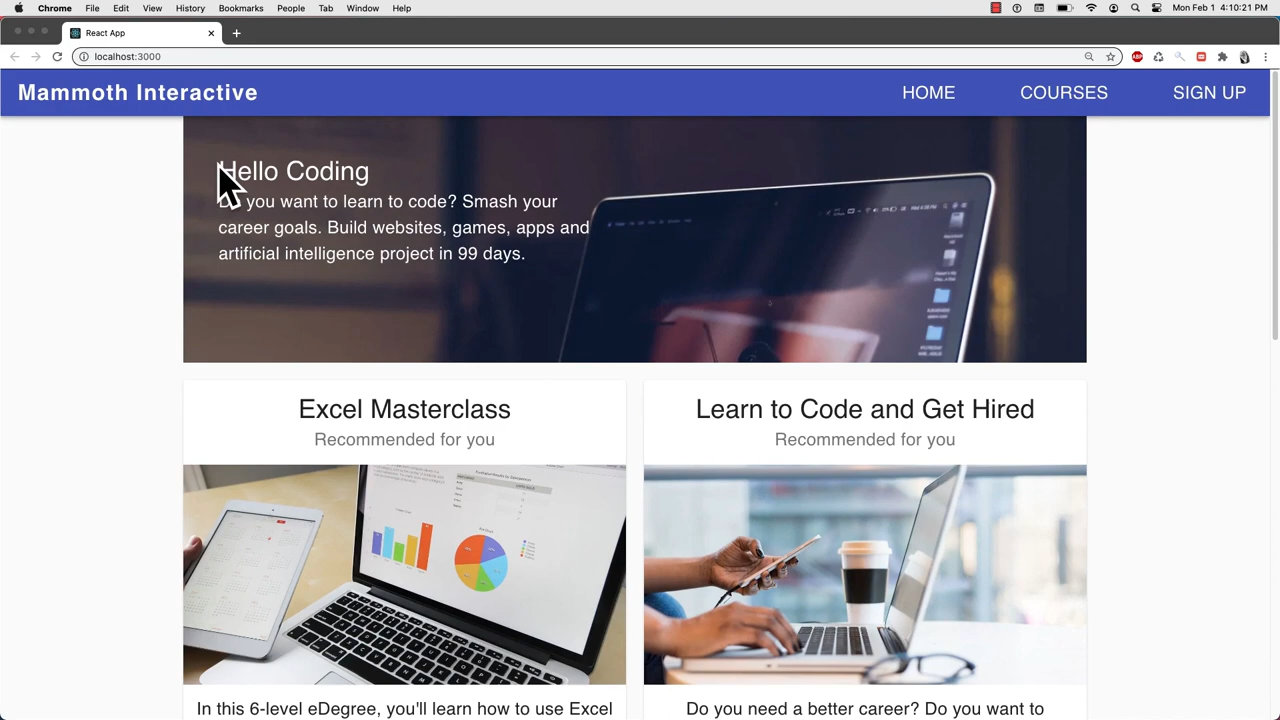 Chrome File Edit View History Bookmarks People Tab Window Help Mon Feb 1 4:10:21 PM
React App
localhost:3000
ABP
Mammoth Interactive HOME COURSES SIGN UP
Hello Coding
you want to learn to code? Smash your
career goals. Build websites, games, apps and
artificial intelligence project in 99 days.
Excel Masterclass
Recommended for you
Learn to Code and Get Hired
Recommended for you
In this 6-level eDegree, you'll learn how to use Excel
Do you need a better career? Do you want to